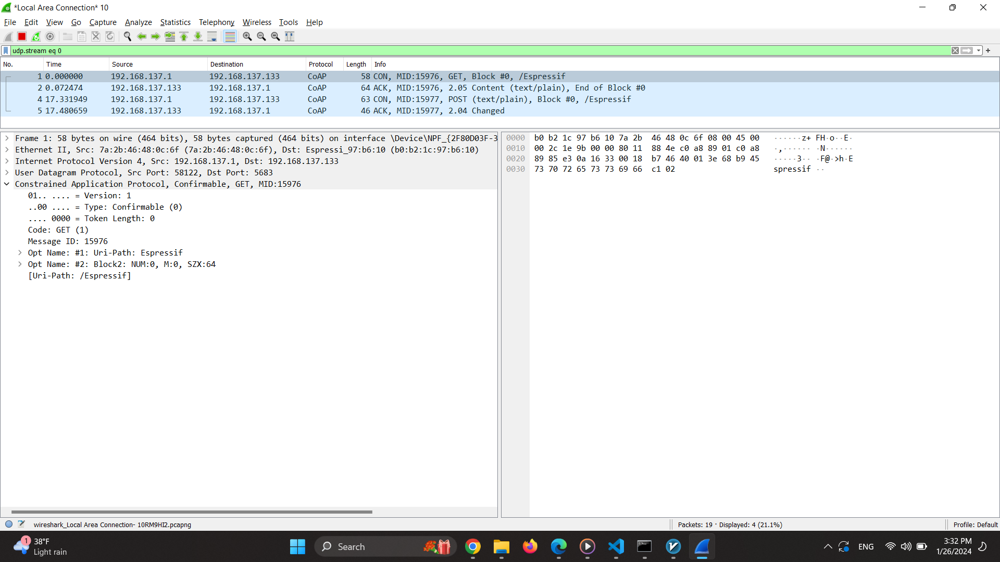 *Local Area Connection* 10
File Edit View Go Capture Analyze Statistics Telephony Wireless Tools Help
udp.stream eq 0
No. Time Source Destination Protocol Length Info
1 0.000000 192.168.137.1 192.168.137.133 CoAP 58 CON, MID:15976, GET, Block #0, /Espressif
2 0.072474 192.168.137.133 192.168.137.1 CoAP 64 ACK, MID:15976, 2.05 Content (text/plain), End of Block #0
4 17.331949 192.168.137.1 192.168.137.133 CoAP 63 CON, MID:15977, POST (text/plain), Block #0, /Espressif
5 17.480659 192.168.137.133 192.168.137.1 CoAP 46 ACK, MID:15977, 2.04 Changed
Frame 1: 58 bytes on wire (464 bits), 58 bytes captured (464 bits) on interface \Device\NPF_{2F80D03F-3
Ethernet II, Src: 7a:2b:46:48:0c:6f (7a:2b:46:48:0c:6f), Dst: Espressi_97:b6:10 (b0:b2:1c:97:b6:10)
Internet Protocol Version 4, Src: 192.168.137.1, Dst: 192.168.137.133
User Datagram Protocol, Src Port: 58122, Dst Port: 5683
Constrained Application Protocol, Confirmable, GET, MID:15976
01.. .... = Version: 1
..00 .... = Type: Confirmable (0)
.... 0000 = Token Length: 0
Code: GET (1)
Message ID: 15976
Opt Name: #1: Uri-Path: Espressif
Opt Name: #2: Block2: NUM:0, M:0, SZX:64
[Uri-Path: /Espressif]
0000 b0 b2 1c 97 b6 10 7a 2b 46 48 0c 6f 08 00 45 00 ······z+ FH·o··E·
0010 00 2c 1e 9b 00 00 80 11 88 4e c0 a8 89 01 c0 a8 ·,······ ·N······
0020 89 85 e3 0a 16 33 00 18 b7 46 40 01 3e 68 b9 45 ·····3·· ·F@·>h·E
0030 73 70 72 65 73 73 69 66 c1 02 spressif ··
wireshark_Local Area Connection- 10RM9HI2.pcapng
Packets: 19 · Displayed: 4 (21.1%)
Profile: Default
1
38°F
Light rain
Search
ENG
3:32 PM
1/26/2024